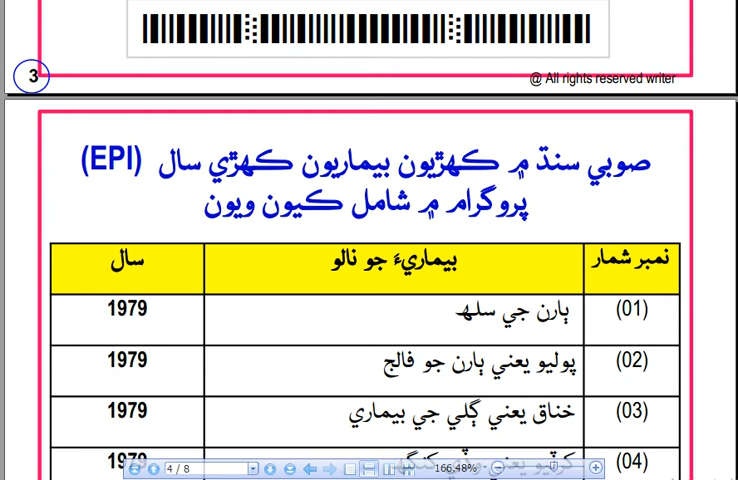 3
@ All rights reserved writer
صوبي سنڌ ۾ ڪهڙيون بيماريون ڪهڙي سال (EPI)
پروگرام ۾ شامل ڪيون ويون
نمبر شمار بيماريءَ جو نالو سال
(01) ٻارن جي سلهه 1979
(02) پوليو يعني ٻارن جو فالج 1979
(03) خناق يعني ڳلي جي بيماري 1979
(04) يعني 1979
4 / 8 166.48%